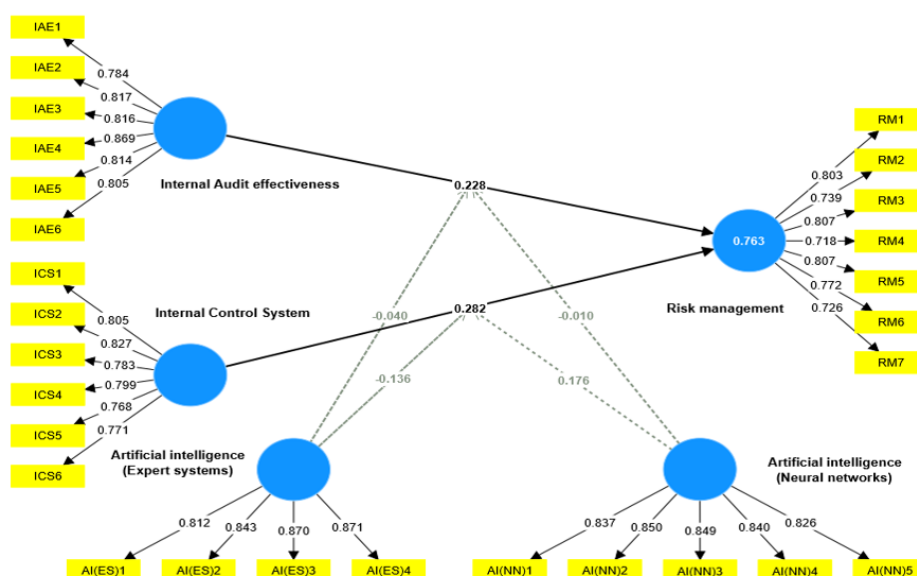 IAE1
IAE2
IAE3
IAE4
IAE5
IAE6
0.784
0.817
0.816
0.869
0.814
0.805
Internal Audit effectiveness
0.228
RM1
RM2
RM3
RM4
RM5
RM6
RM7
0.803
0.739
0.807
0.718
0.807
0.772
0.726
0.763
Risk management
ICS1
ICS2
ICS3
ICS4
ICS5
ICS6
0.805
0.827
0.783
0.799
0.768
0.771
Internal Control System
0.282
-0.040
-0.010
-0.136
0.176
Artificial intelligence
(Expert systems)
0.812
0.843
0.870
0.871
AI(ES)1
AI(ES)2
AI(ES)3
AI(ES)4
Artificial intelligence
(Neural networks)
0.837
0.850
0.849
0.840
0.826
AI(NN)1
AI(NN)2
AI(NN)3
AI(NN)4
AI(NN)5